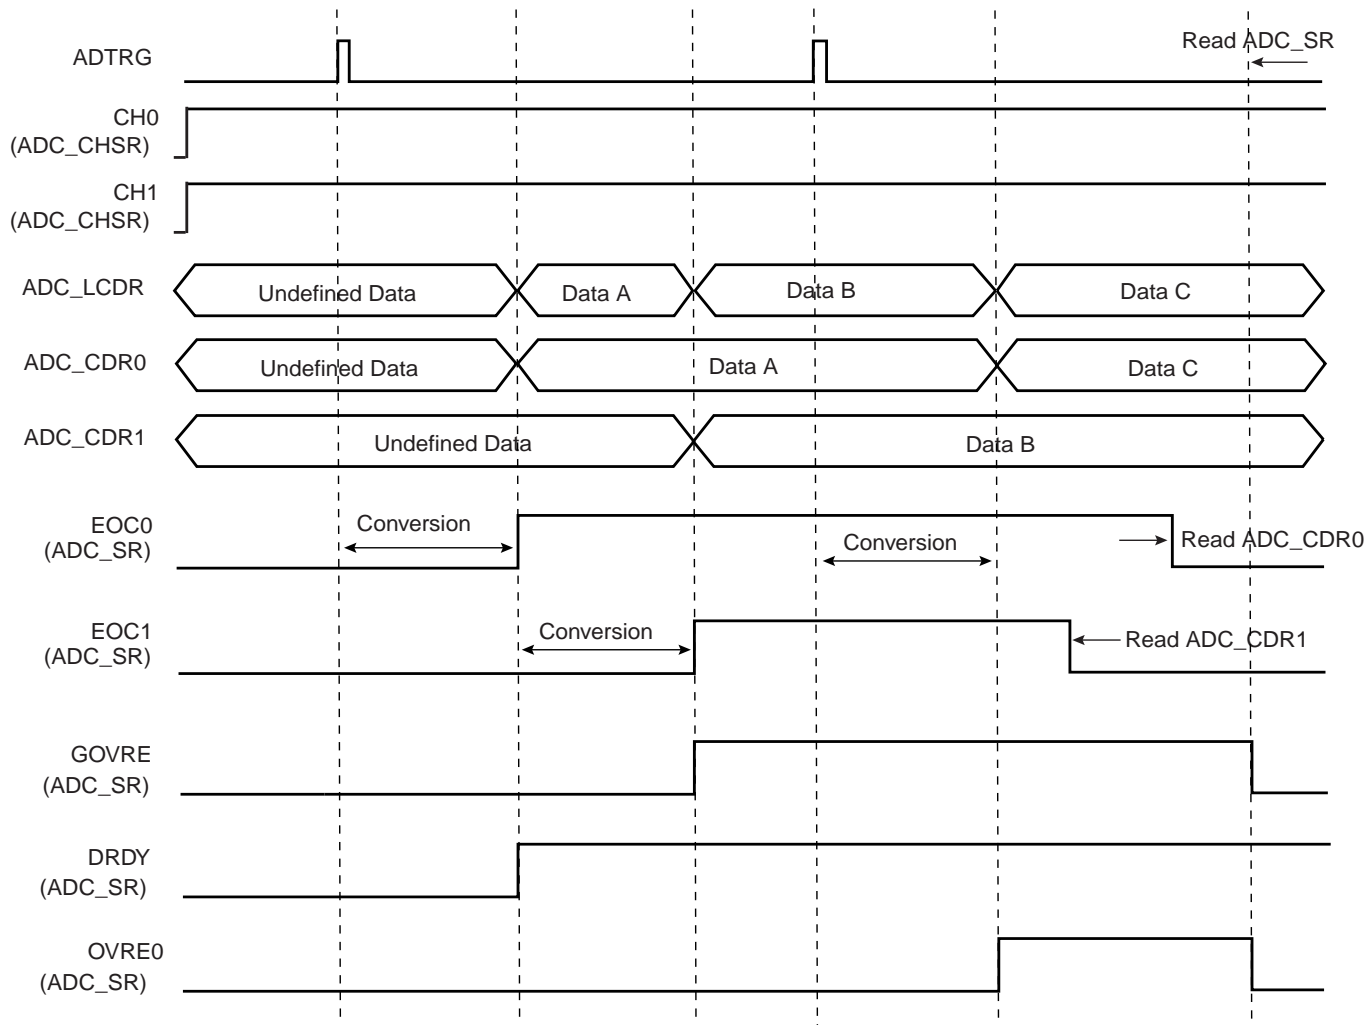 Read ADC_SR
ADTRG
CH0
(ADC_CHSR)
CH1
(ADC_CHSR)
ADC_LCDR
Undefined Data
Data A
Data B
Data C
ADC_CDR0
Undefined Data
Data A
Data C
ADC_CDR1
Undefined Data
Data B
EOC0
(ADC_SR)
Conversion
Conversion
Read ADC_CDR0
EOC1
(ADC_SR)
Conversion
Read ADC_CDR1
GOVRE
(ADC_SR)
DRDY
(ADC_SR)
OVRE0
(ADC_SR)